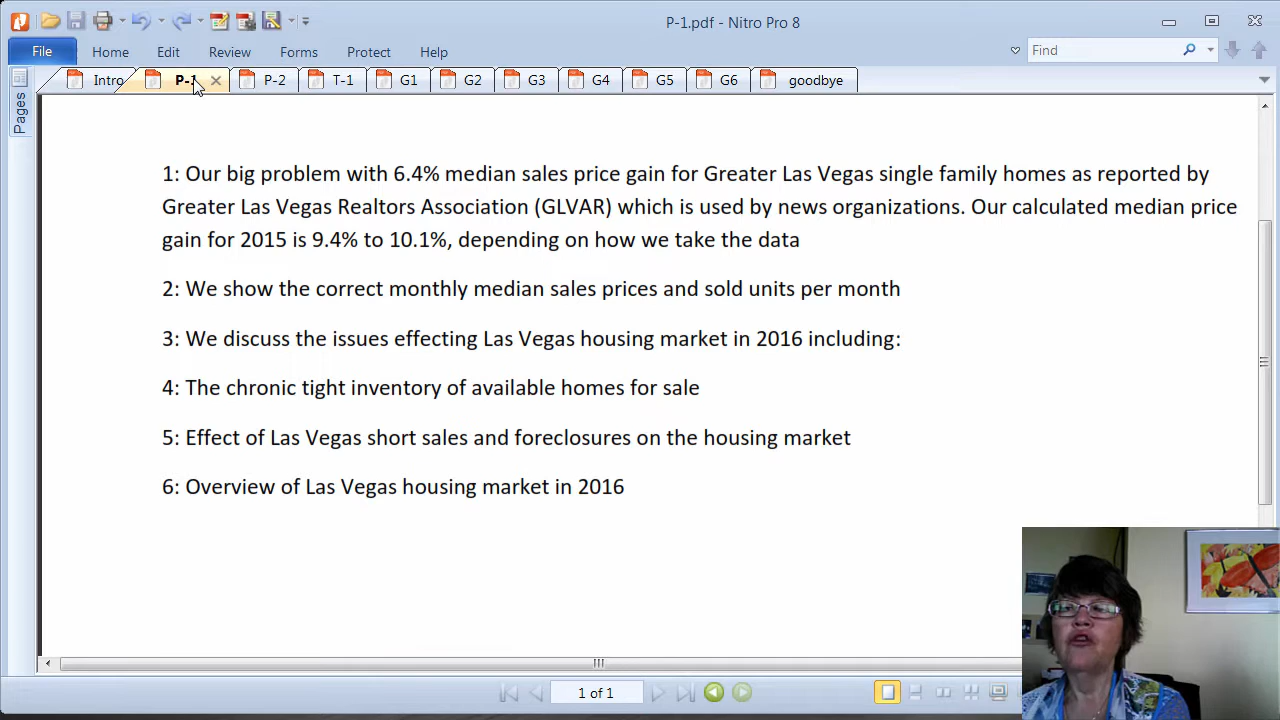 P-1.pdf - Nitro Pro 8
File Home Edit Review Forms Protect Help Find
Pages
Intro P-1 P-2 T-1 G1 G2 G3 G4 G5 G6 goodbye
1: Our big problem with 6.4% median sales price gain for Greater Las Vegas single family homes as reported by
Greater Las Vegas Realtors Association (GLVAR) which is used by news organizations. Our calculated median price
gain for 2015 is 9.4% to 10.1%, depending on how we take the data
2: We show the correct monthly median sales prices and sold units per month
3: We discuss the issues effecting Las Vegas housing market in 2016 including:
4: The chronic tight inventory of available homes for sale
5: Effect of Las Vegas short sales and foreclosures on the housing market
6: Overview of Las Vegas housing market in 2016
1 of 1